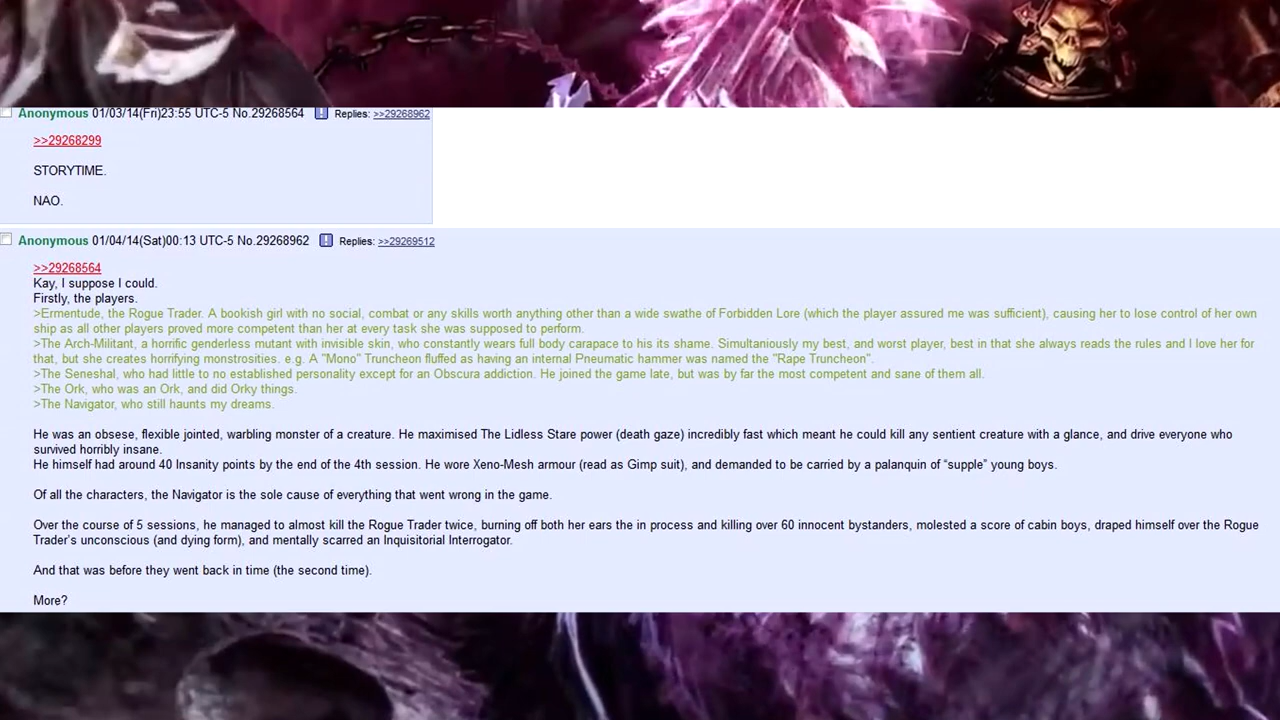 Anonymous 01/03/14(Fri)23:55 UTC-5 No.29268564 Replies: >>29268962
>>29268299
STORYTIME.
NAO.
Anonymous 01/04/14(Sat)00:13 UTC-5 No.29268962 Replies: >>29269512
>>29268564
Kay, I suppose I could.
Firstly, the players.
>Ermentude, the Rogue Trader. A bookish girl with no social, combat or any skills worth anything other than a wide swathe of Forbidden Lore (which the player assured me was sufficient), causing her to lose control of her own
ship as all other players proved more competent than her at every task she was supposed to perform.
>The Arch-Militant, a horrific genderless mutant with invisible skin, who constantly wears full body carapace to his its shame. Simultaniously my best, and worst player, best in that she always reads the rules and I love her for
that, but she creates horrifying monstrosities. e.g. A "Mono" Truncheon fluffed as having an internal Pneumatic hammer was named the "Rape Truncheon".
>The Seneshal, who had little to no established personality except for an Obscura addiction. He joined the game late, but was by far the most competent and sane of them all.
>The Ork, who was an Ork, and did Orky things.
>The Navigator, who still haunts my dreams.
He was an obsese, flexible jointed, warbling monster of a creature. He maximised The Lidless Stare power (death gaze) incredibly fast which meant he could kill any sentient creature with a glance, and drive everyone who
survived horribly insane.
He himself had around 40 Insanity points by the end of the 4th session. He wore Xeno-Mesh armour (read as Gimp suit), and demanded to be carried by a palanquin of “supple” young boys.
Of all the characters, the Navigator is the sole cause of everything that went wrong in the game.
Over the course of 5 sessions, he managed to almost kill the Rogue Trader twice, burning off both her ears the in process and killing over 60 innocent bystanders, molested a score of cabin boys, draped himself over the Rogue
Trader’s unconscious (and dying form), and mentally scarred an Inquisitorial Interrogator.
And that was before they went back in time (the second time).
More?